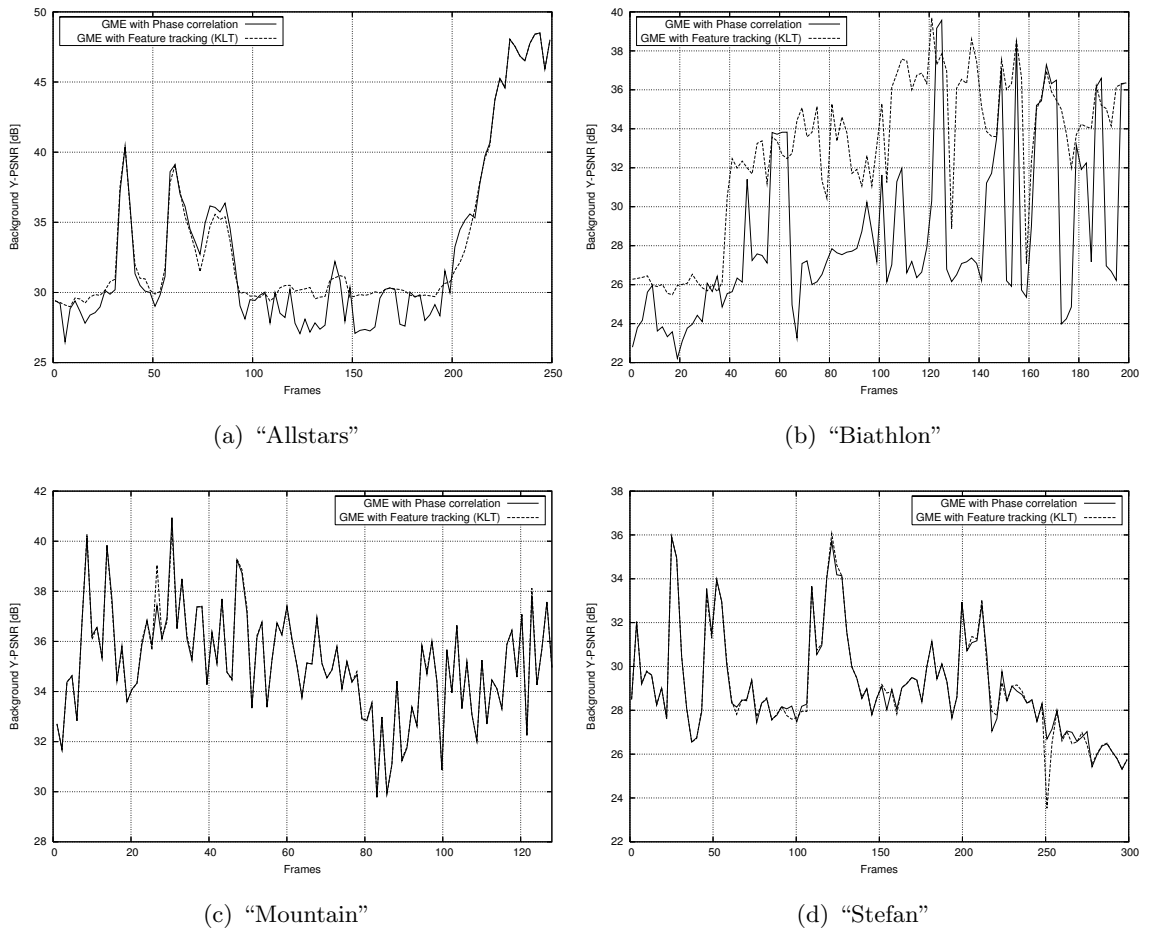 GME with Phase correlation
GME with Feature tracking (KLT)
50
45
40
35
30
25
Background Y-PSNR [dB]
0 50 100 150 200 250
Frames
(a) “Allstars”
GME with Phase correlation
GME with Feature tracking (KLT)
40
38
36
34
32
30
28
26
24
22
Background Y-PSNR [dB]
0 20 40 60 80 100 120 140 160 180 200
Frames
(b) “Biathlon”
GME with Phase correlation
GME with Feature tracking (KLT)
42
40
38
36
34
32
30
28
Background Y-PSNR [dB]
0 20 40 60 80 100 120
Frames
(c) “Mountain”
GME with Phase correlation
GME with Feature tracking (KLT)
38
36
34
32
30
28
26
24
22
Background Y-PSNR [dB]
0 50 100 150 200 250 300
Frames
(d) “Stefan”